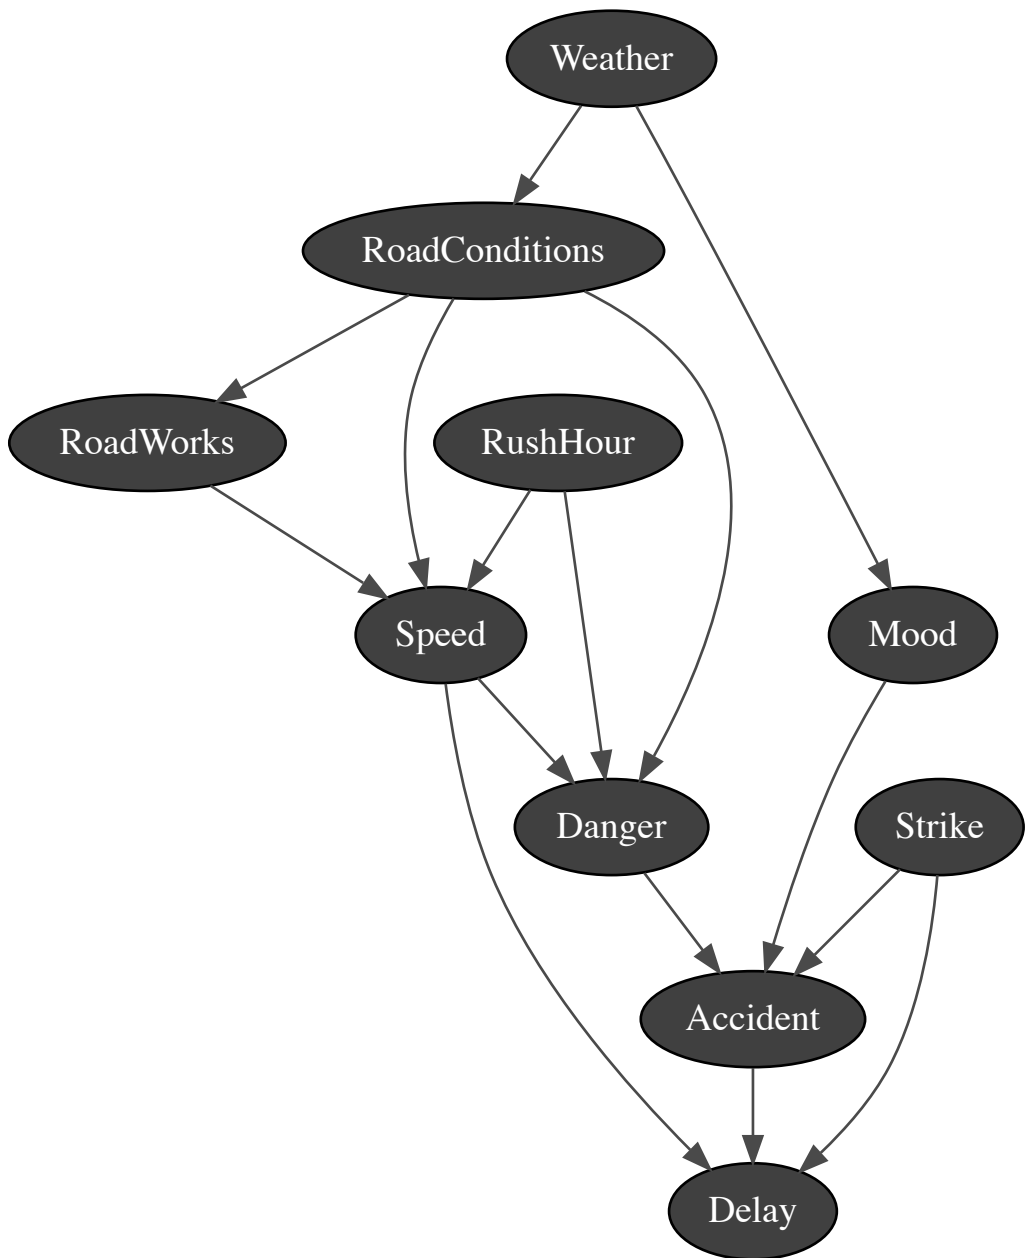 Weather
RoadConditions
RoadWorks
RushHour
Speed
Mood
Danger
Strike
Accident
Delay